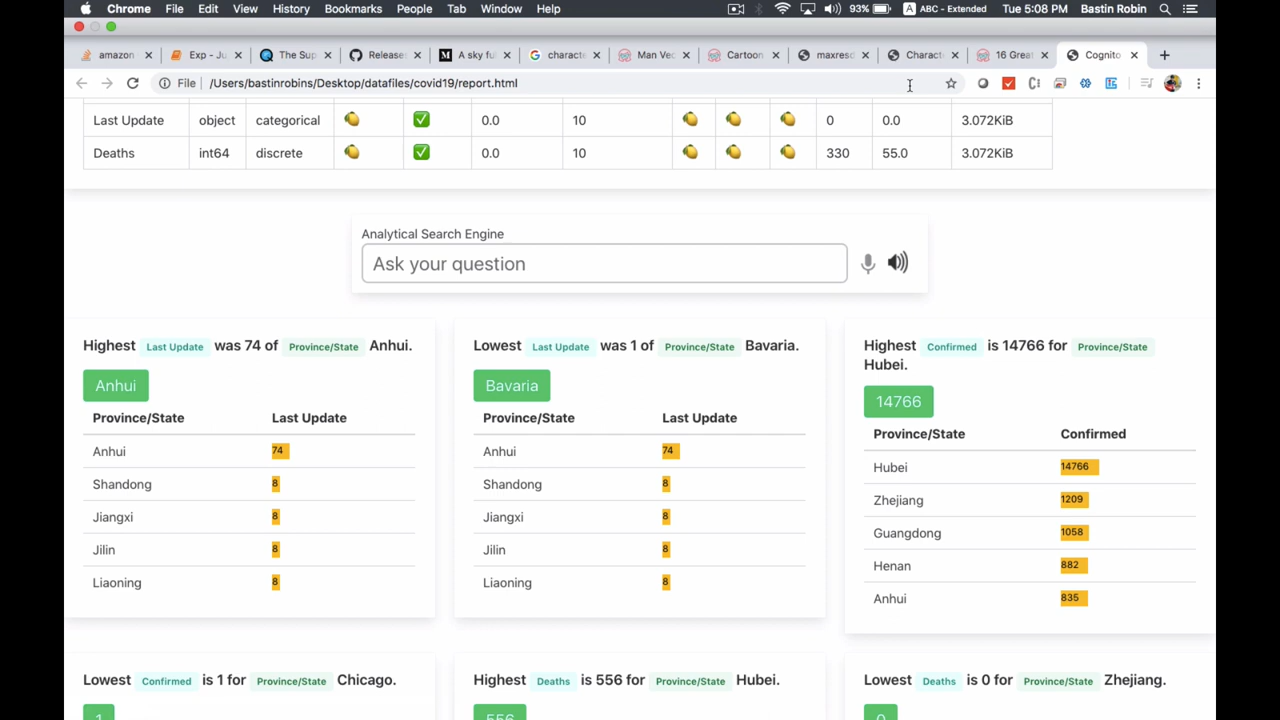 Chrome File Edit View History Bookmarks People Tab Window Help 93% A ABC - Extended Tue 5:08 PM Bastin Robin
amazon Exp - Ju The Sup Release A sky ful characte Man Vec Cartoon maxresd Charact 16 Great Cognito
File /Users/bastinrobins/Desktop/datafiles/covid19/report.html
Last Update object categorical 0.0 10 0 0.0 3.072KiB
Deaths int64 discrete 0.0 10 330 55.0 3.072KiB
Analytical Search Engine
Ask your question
Highest Last Update was 74 of Province/State Anhui.
Anhui
Province/State Last Update
Anhui 74
Shandong 8
Jiangxi 8
Jilin 8
Liaoning 8
Lowest Last Update was 1 of Province/State Bavaria.
Bavaria
Province/State Last Update
Anhui 74
Shandong 8
Jiangxi 8
Jilin 8
Liaoning 8
Highest Confirmed is 14766 for Province/State
Hubei.
14766
Province/State Confirmed
Hubei 14766
Zhejiang 1209
Guangdong 1058
Henan 882
Anhui 835
Lowest Confirmed is 1 for Province/State Chicago.
1
Highest Deaths is 556 for Province/State Hubei.
556
Lowest Deaths is 0 for Province/State Zhejiang.
0